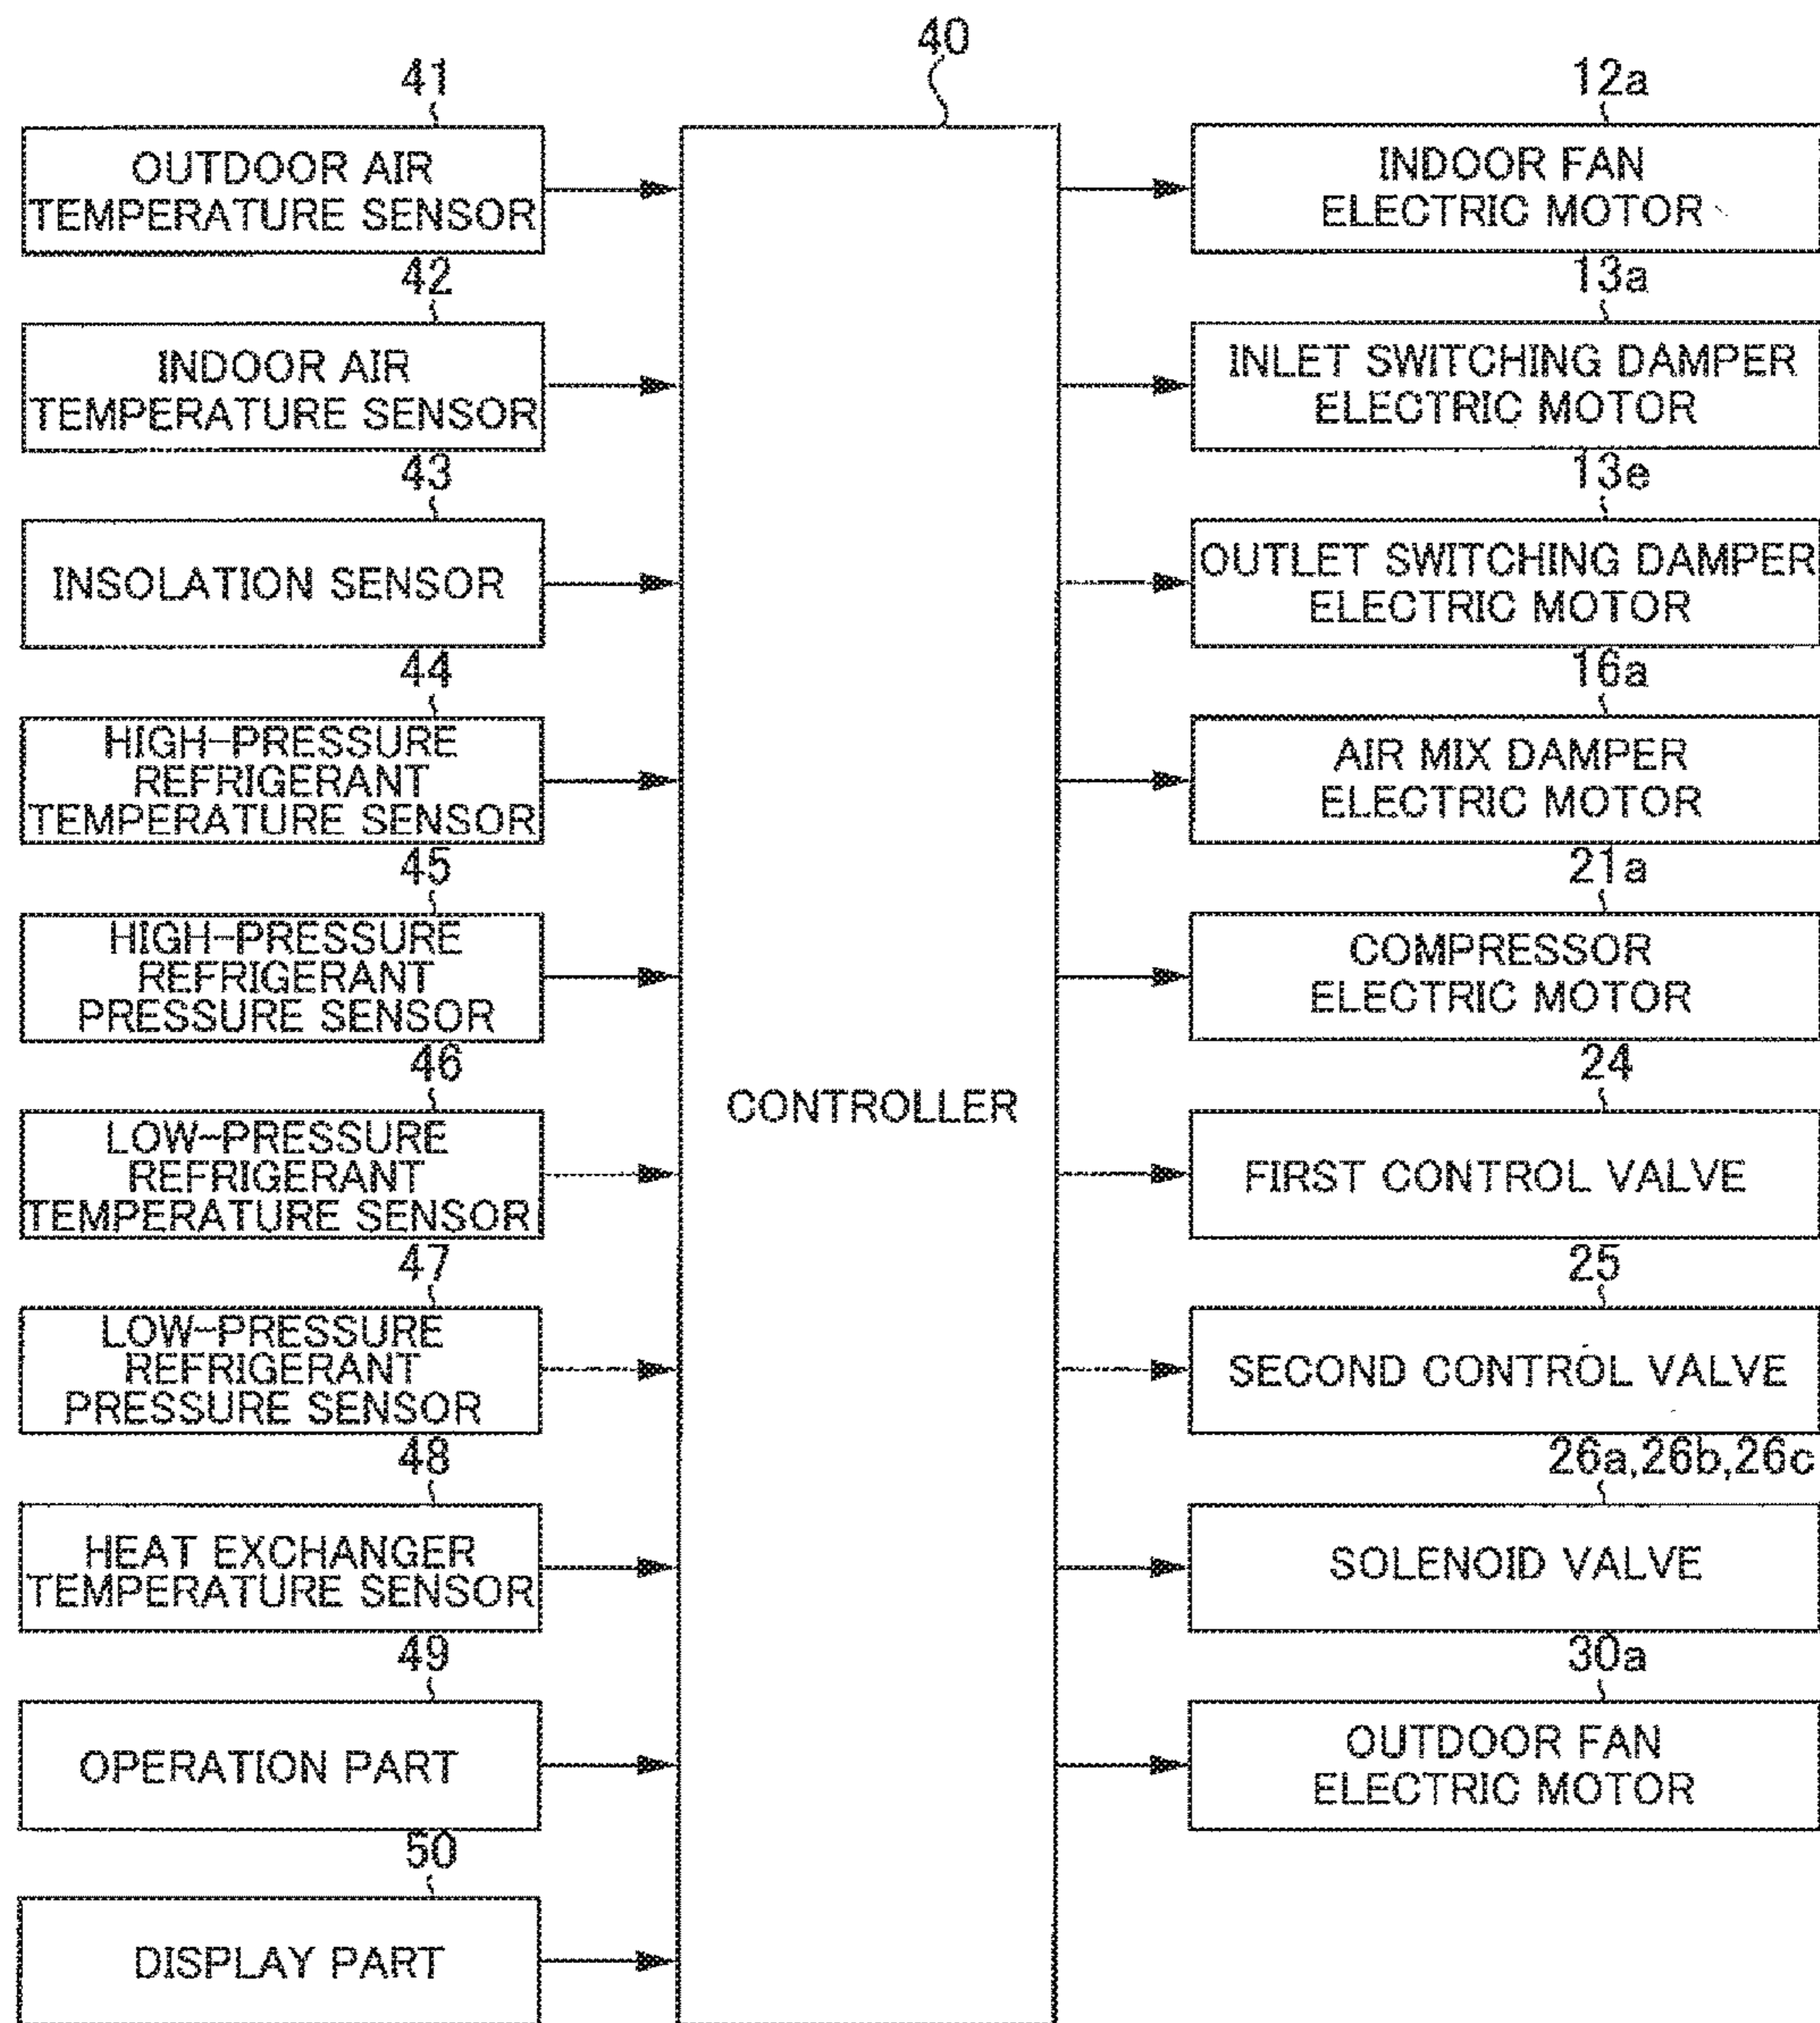 40
41
OUTDOOR AIR
TEMPERATURE SENSOR
42
INDOOR AIR
TEMPERATURE SENSOR
43
INSOLATION SENSOR
44
HIGH-PRESSURE
REFRIGERANT
TEMPERATURE SENSOR
45
HIGH-PRESSURE
REFRIGERANT
PRESSURE SENSOR
46
LOW-PRESSURE
REFRIGERANT
TEMPERATURE SENSOR
47
LOW-PRESSURE
REFRIGERANT
PRESSURE SENSOR
48
HEAT EXCHANGER
TEMPERATURE SENSOR
49
OPERATION PART
50
DISPLAY PART
CONTROLLER
12a
INDOOR FAN
ELECTRIC MOTOR
13a
INLET SWITCHING DAMPER
ELECTRIC MOTOR
13e
OUTLET SWITCHING DAMPER
ELECTRIC MOTOR
16a
AIR MIX DAMPER
ELECTRIC MOTOR
21a
COMPRESSOR
ELECTRIC MOTOR
24
FIRST CONTROL VALVE
25
SECOND CONTROL VALVE
26a,26b,26c
SOLENOID VALVE
30a
OUTDOOR FAN
ELECTRIC MOTOR